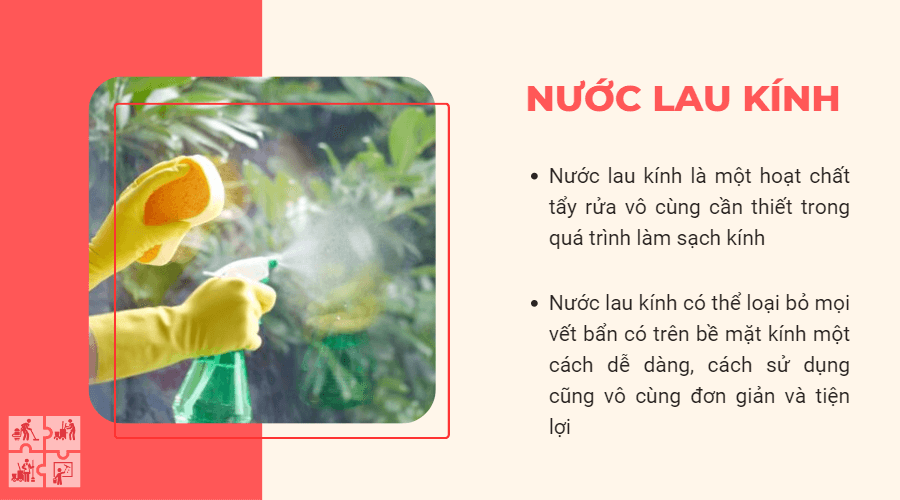 NƯỚC LAU KÍNH
• Nước lau kính là một hoạt chất
tẩy rửa vô cùng cần thiết trong
quá trình làm sạch kính
• Nước lau kính có thể loại bỏ mọi
vết bẩn có trên bề mặt kính một
cách dễ dàng, cách sử dụng
cũng vô cùng đơn giản và tiện
lợi